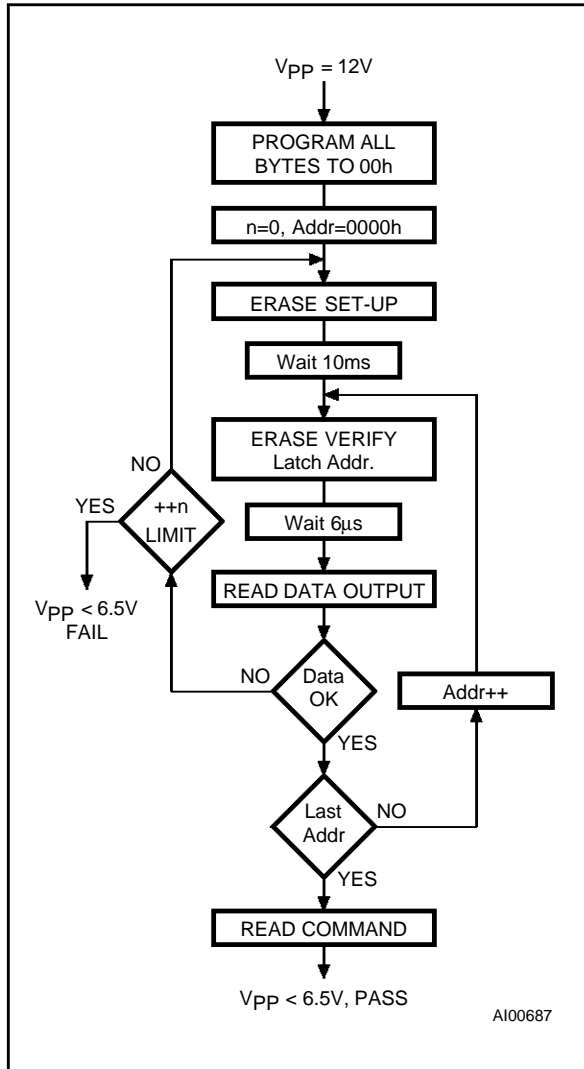 VPP = 12V
PROGRAM ALL
BYTES TO 00h
n=0, Addr=0000h
ERASE SET-UP
Wait 10ms
ERASE VERIFY
Latch Addr.
NO
YES
++n
LIMIT
Wait 6µs
VPP < 6.5V
FAIL
READ DATA OUTPUT
NO
Data
OK
Addr++
YES
Last
Addr
NO
YES
READ COMMAND
VPP < 6.5V, PASS
AI00687